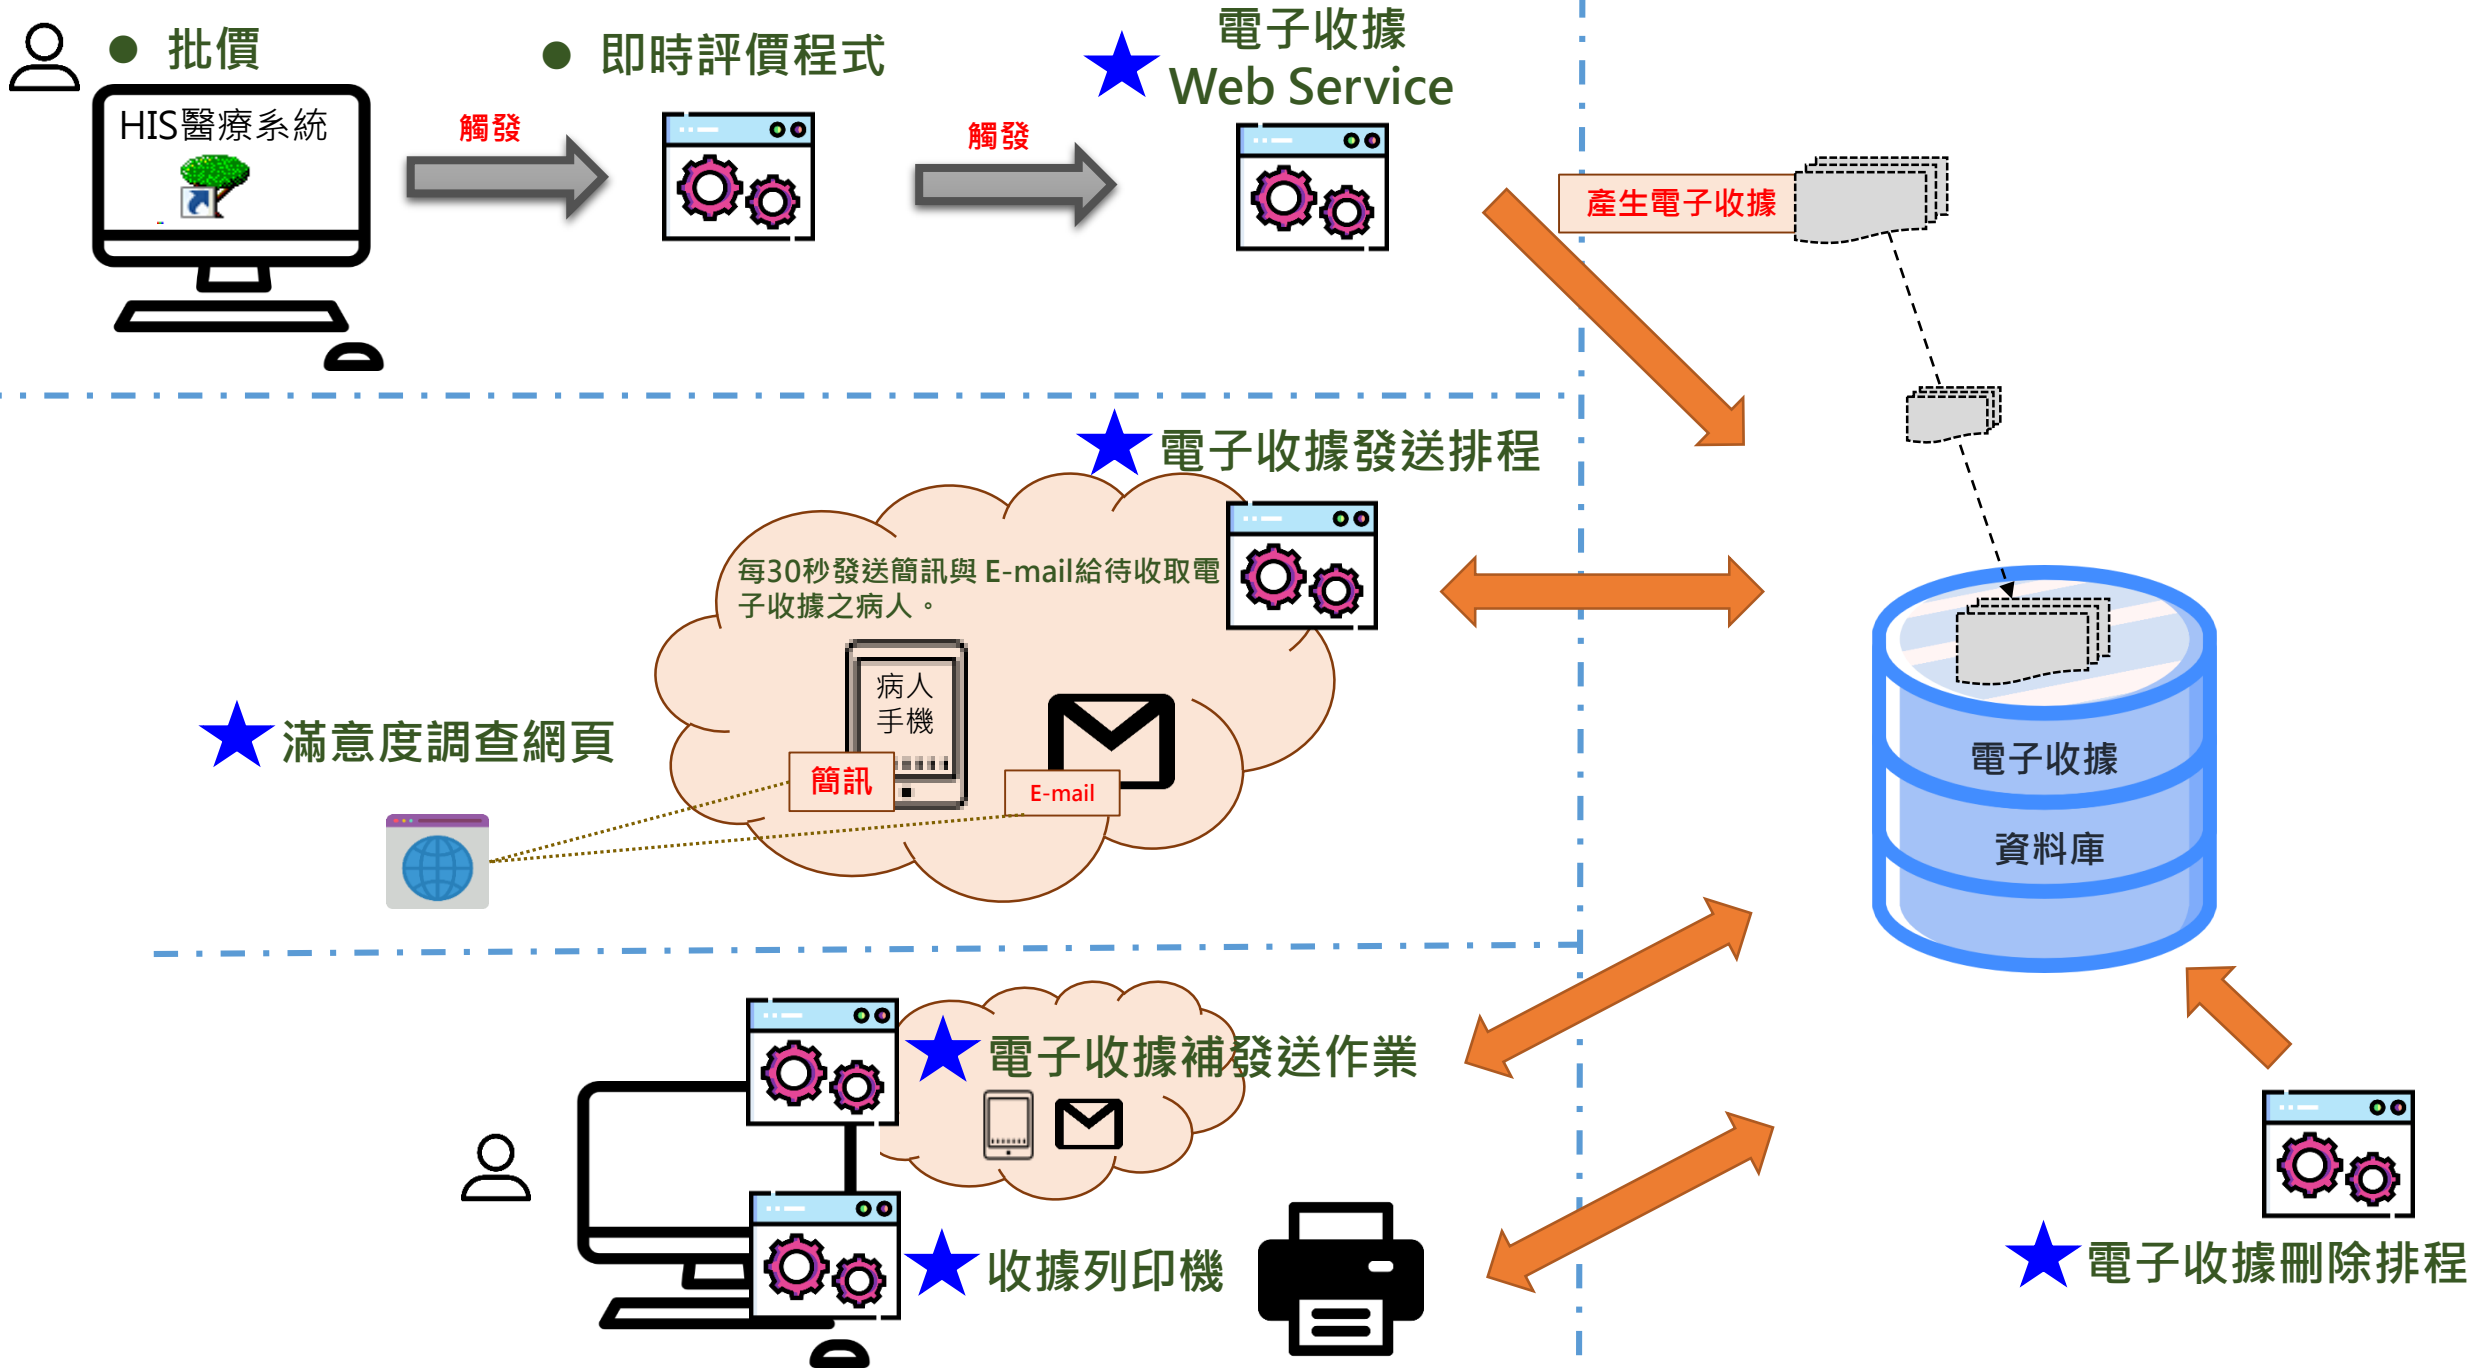 批價
HIS醫療系統
觸發
即時評價程式
觸發
電子收據
Web Service
產生電子收據
電子收據發送排程
每30秒發送簡訊與 E-mail給待收取電
子收據之病人。
病人
手機
簡訊
E-mail
滿意度調查網頁
電子收據
資料庫
電子收據補發送作業
收據列印機
電子收據刪除排程